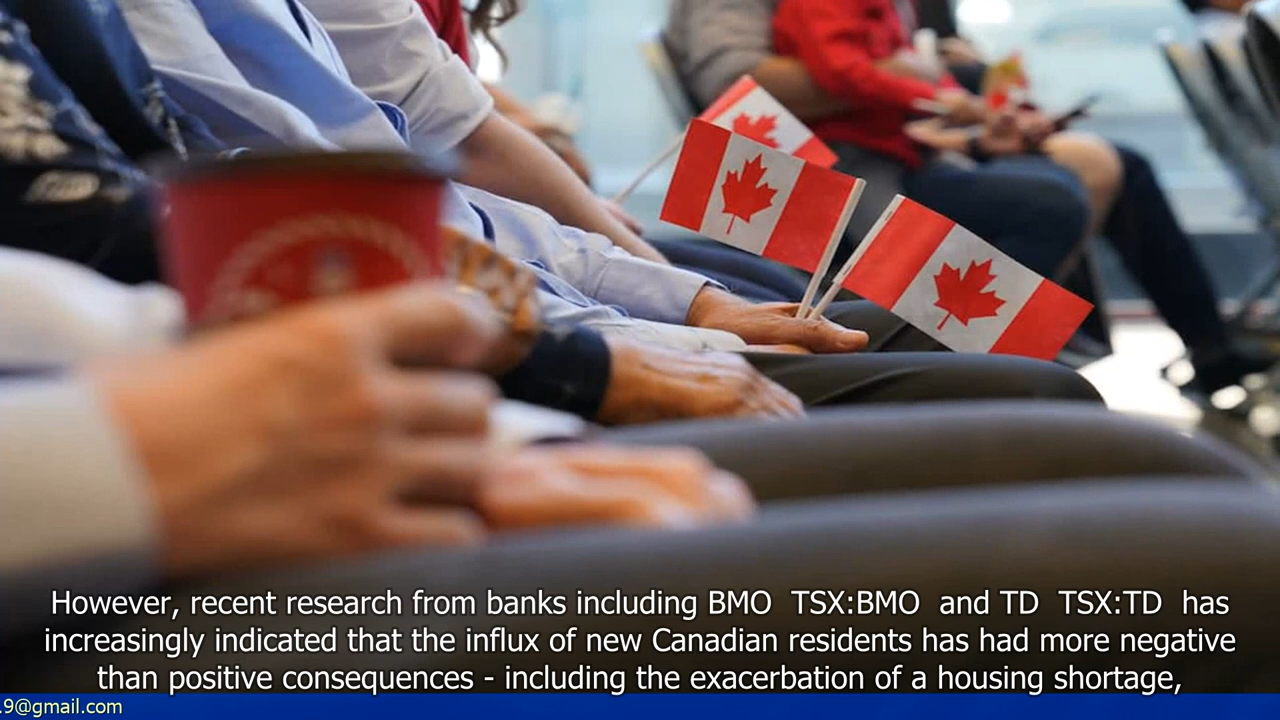 However, recent research from banks including BMO TSX:BMO and TD TSX:TD has
increasingly indicated that the influx of new Canadian residents has had more negative
than positive consequences - including the exacerbation of a housing shortage,
.9@gmail.com